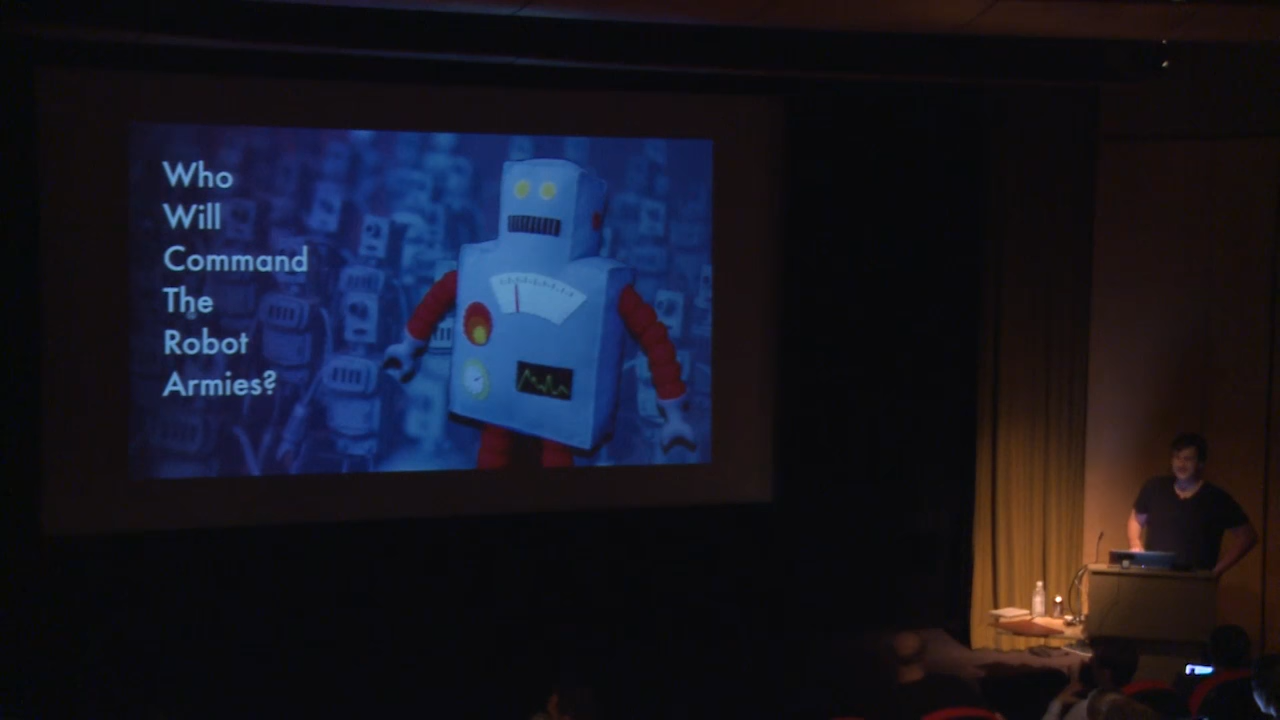 Who
Will
Command
The
Robot
Armies?